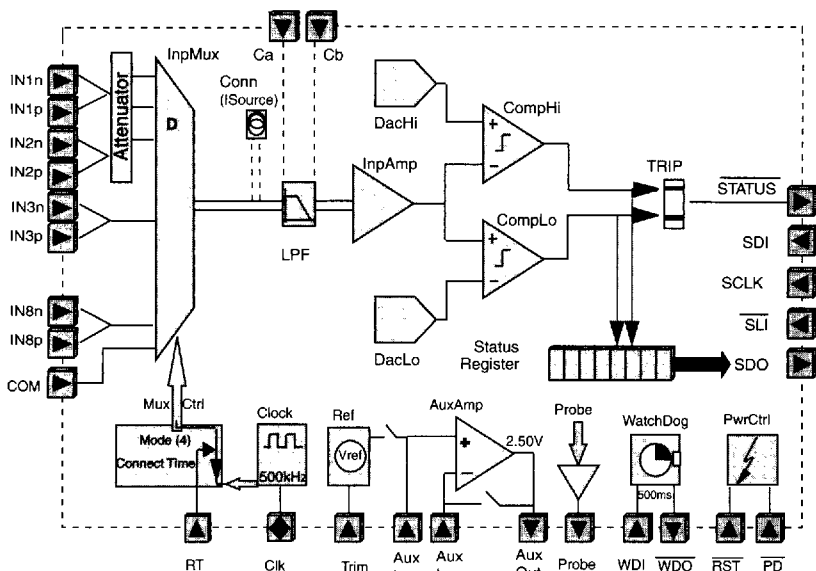 Ca
Cb
InpMux
IN1n
IN1p
IN2n
IN2p
IN3n
IN3p
IN8n
IN8p
COM
Attenuator
D
Conn
(ISource)
LPF
InpAmp
DacHi
CompHi
CompLo
DacLo
TRIP
STATUS
SDI
SCLK
SLI
SDO
Status
Register
Mux
Ctrl
Mode (4)
Connect Time
Clock
500kHz
Ref
Vref
AuxAmp
2.50V
Probe
WatchDog
500ms
PwrCtrl
RT
Clk
Trim
Aux
Aux
Aux
Probe
WDI
WDO
RST
PD